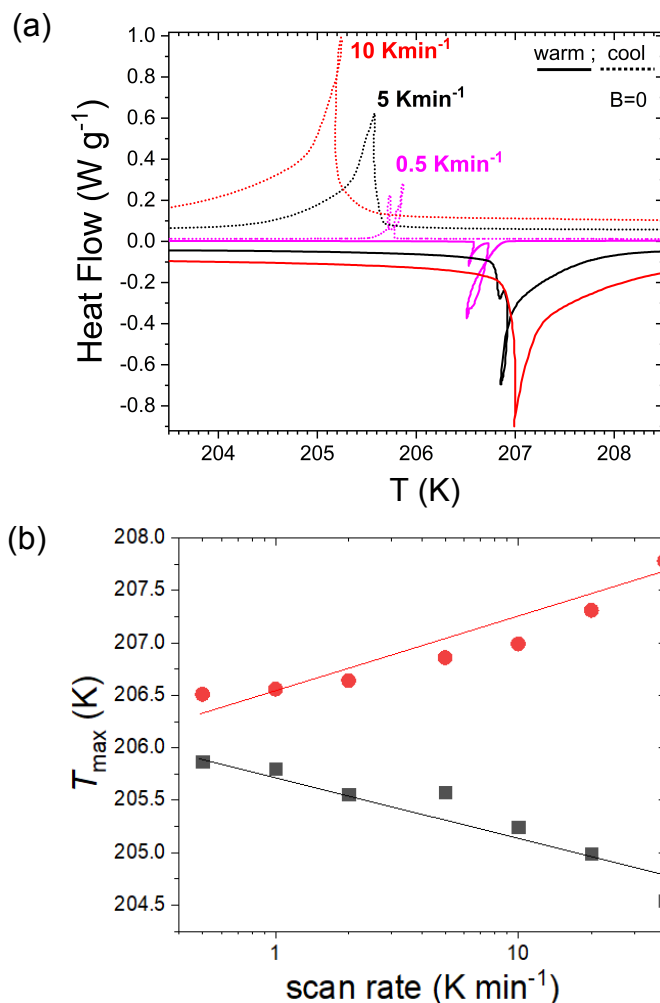 (a)
10 Kmin⁻¹
warm ; cool
5 Kmin⁻¹
B=0
0.5 Kmin⁻¹
Heat Flow (W g⁻¹)
1.0
0.8
0.6
0.4
0.2
0.0
-0.2
-0.4
-0.6
-0.8
204 205 206 207 208
T (K)
(b)
T_max (K)
208.0
207.5
207.0
206.5
206.0
205.5
205.0
204.5
1 10
scan rate (K min⁻¹)